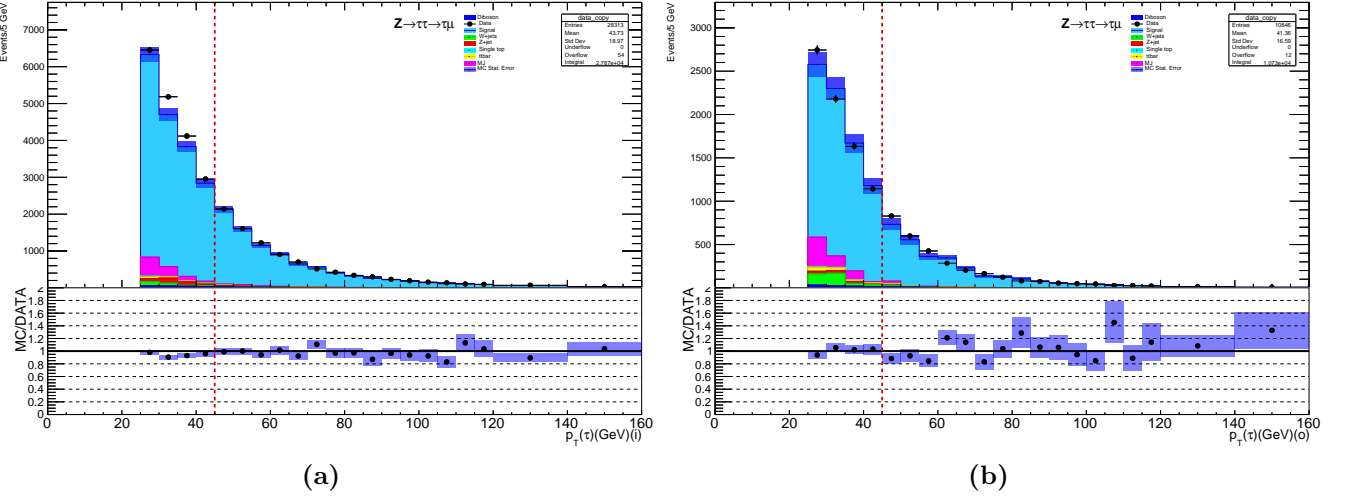 Events/5 GeV
7000
6000
5000
4000
3000
2000
1000
Z→ττ→τμ
Diboson
Data
Signal
W+jets
Z+jet
Single top
ttbar
MJ
MC Stat. Error
data_copy
Entries 28313
Mean 43.73
Std Dev 18.97
Underflow 0
Overflow 54
Integral 2.787e+04
MC/DATA
2
1.8
1.6
1.4
1.2
1
0.8
0.6
0.4
0.2
0
0 20 40 60 80 100 120 140 160
p_T(τ)(GeV)(i)
(a)
Events/5 GeV
3000
2500
2000
1500
1000
500
Z→ττ→τμ
Diboson
Data
Signal
W+jets
Z+jet
Single top
ttbar
MJ
MC Stat. Error
data_copy
Entries 10846
Mean 41.36
Std Dev 16.59
Underflow 0
Overflow 12
Integral 1.073e+04
MC/DATA
2
1.8
1.6
1.4
1.2
1
0.8
0.6
0.4
0.2
0
0 20 40 60 80 100 120 140 160
p_T(τ)(GeV)(o)
(b)